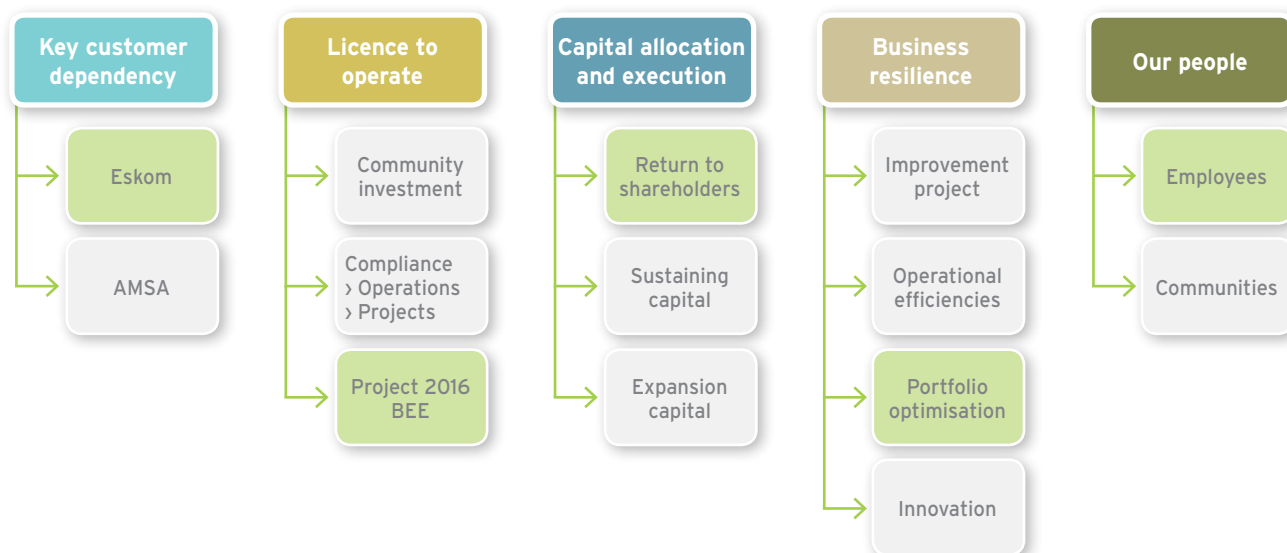 Key customer
dependency
Eskom
AMSA
Licence to
operate
Community
investment
Compliance
› Operations
› Projects
Project 2016
BEE
Capital allocation
and execution
Return to
shareholders
Sustaining
capital
Expansion
capital
Business
resilience
Improvement
project
Operational
efficiencies
Portfolio
optimisation
Innovation
Our people
Employees
Communities